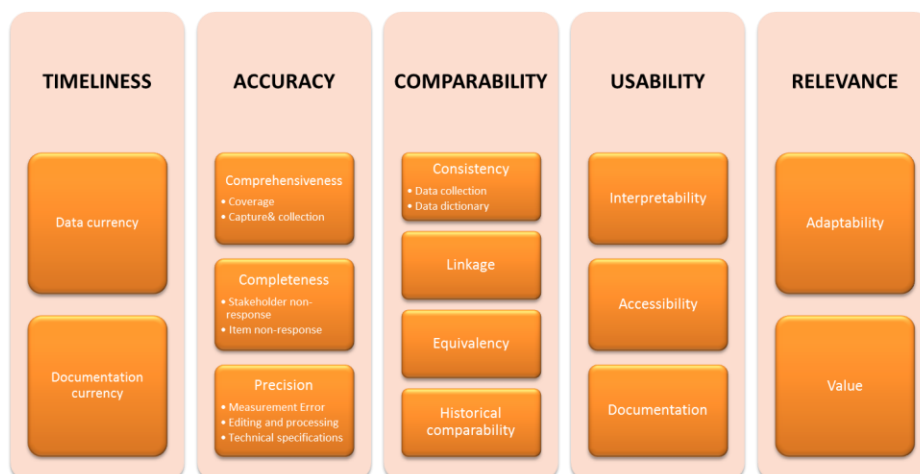 TIMELINESS
Data currency
Documentation
currency
ACCURACY
Comprehensiveness
• Coverage
• Capture& collection
Completeness
• Stakeholder non-
response
• Item non-response
Precision
• Measurement Error
• Editing and processing
• Technical specifications
COMPARABILITY
Consistency
• Data collection
• Data dictionary
Linkage
Equivalency
Historical
comparability
USABILITY
Interpretability
Accessibility
Documentation
RELEVANCE
Adaptability
Value